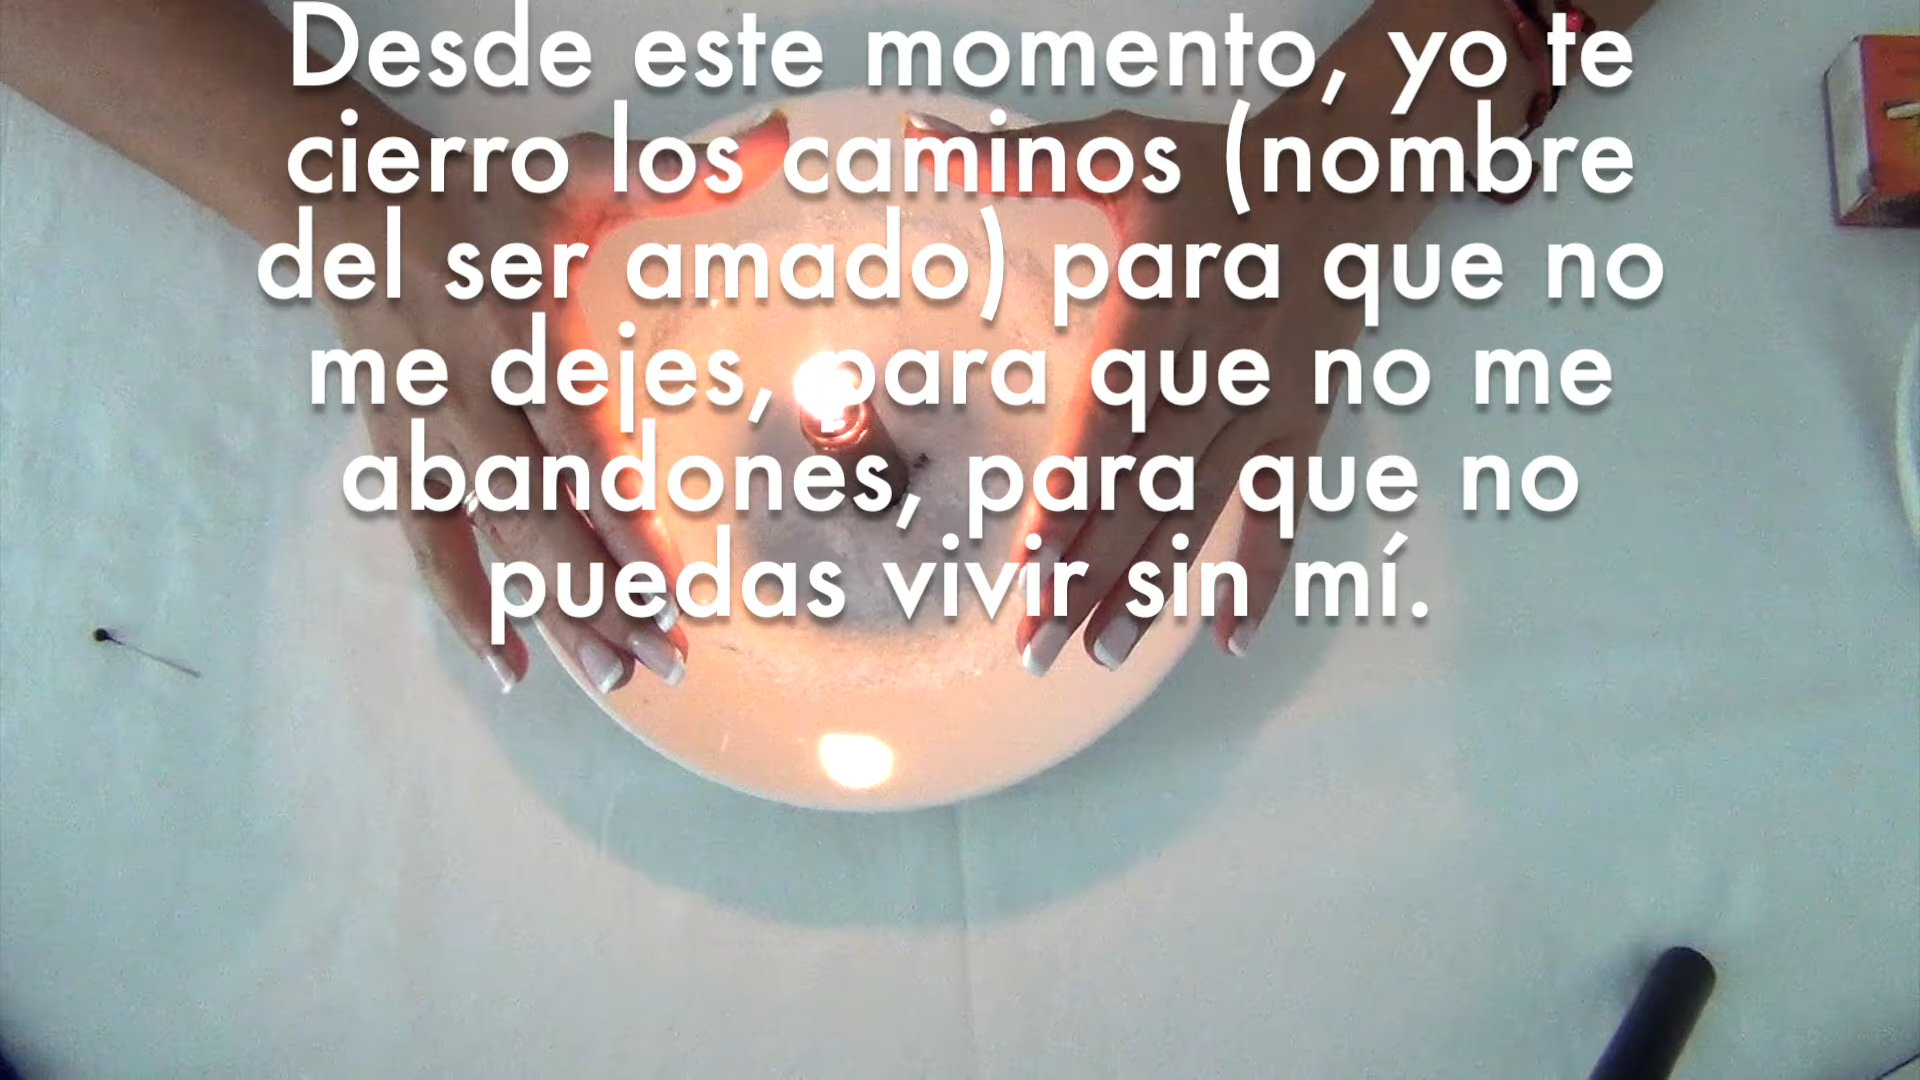 Desde este momento, yo te
cierro los caminos (nombre
del ser amado) para que no
me dejes, para que no me
abandones, para que no
puedas vivir sin mí.